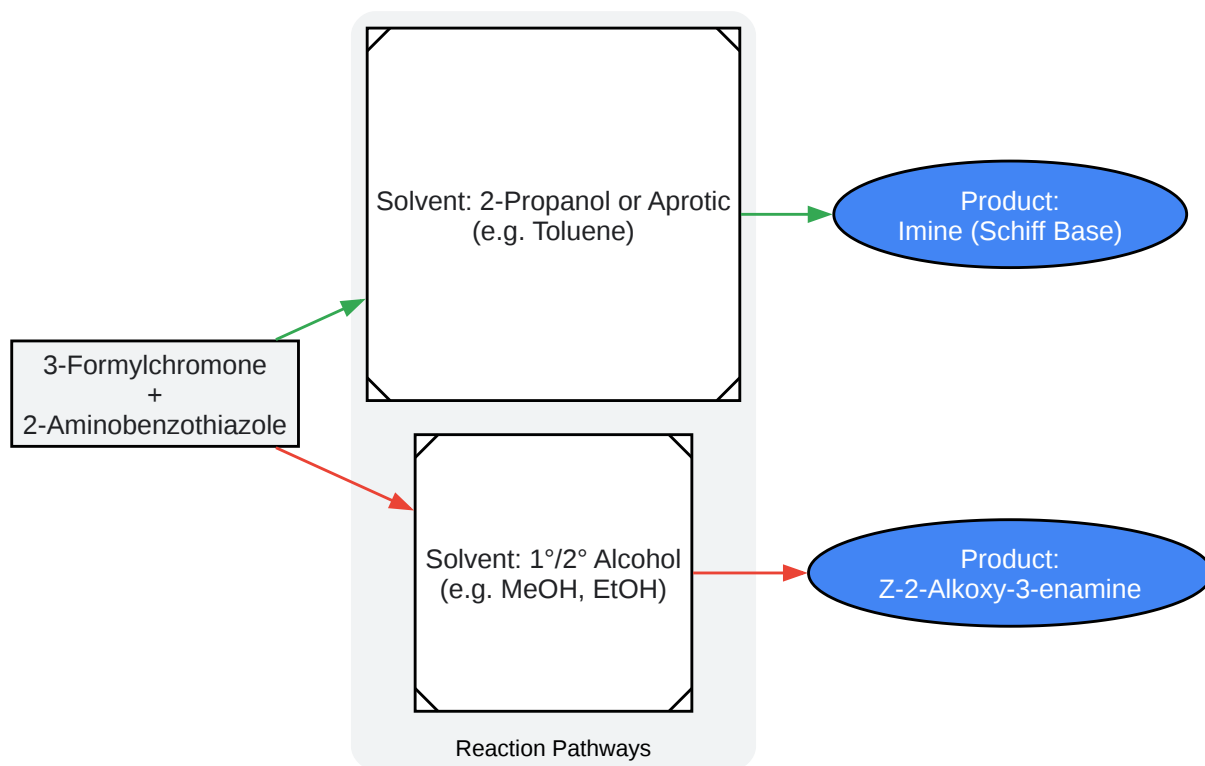 3-Formylchromone
+
2-Aminobenzothiazole
Solvent: 2-Propanol or Aprotic
(e.g. Toluene)
Product:
Imine (Schiff Base)
Solvent: 1°/2° Alcohol
(e.g. MeOH, EtOH)
Product:
Z-2-Alkoxy-3-enamine
Reaction Pathways